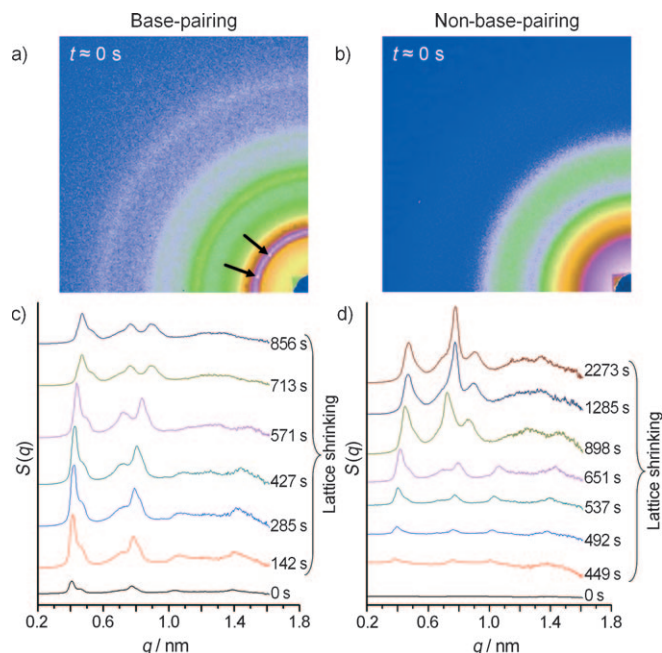 Base-pairing
Non-base-pairing
a)
t ≈ 0 s
b)
t ≈ 0 s
c)
856 s
713 s
571 s
427 s
285 s
142 s
0 s
Lattice shrinking
S(q)
0.2 0.6 1.0 1.4 1.8
q / nm
d)
2273 s
1285 s
898 s
651 s
537 s
492 s
449 s
0 s
Lattice shrinking
S(q)
0.2 0.6 1.0 1.4 1.8
q / nm